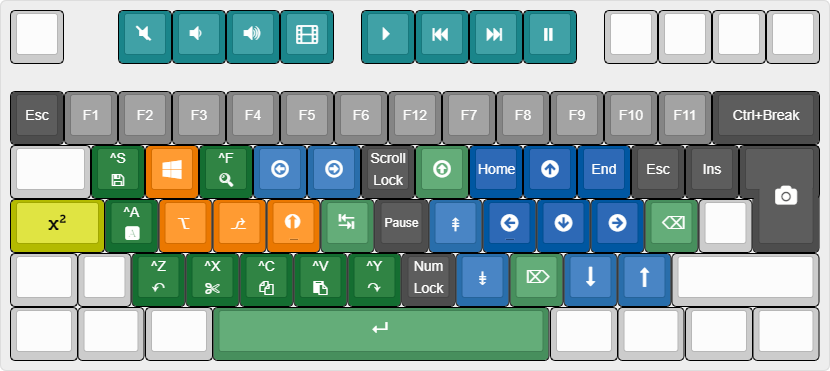 Esc F1 F2 F3 F4 F5 F6 F12 F7 F8 F9 F10 F11 Ctrl+Break
^S ^F Scroll Lock Home End Esc Ins
x² ^A A Pause
^Z ^X ^C ^V ^Y Num Lock